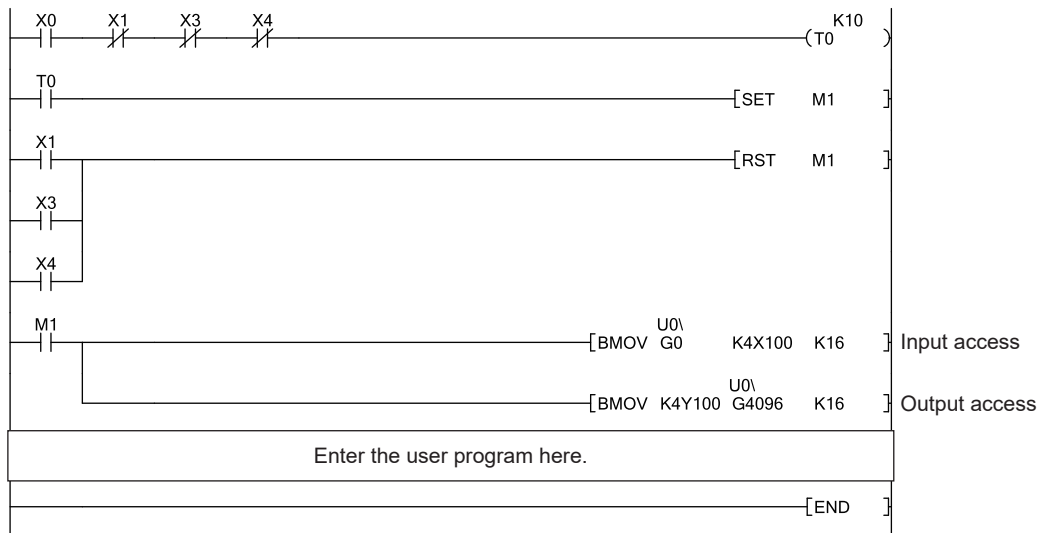 X0 X1 X3 X4 K10
T0
T0
SET M1
X1
RST M1
X3
X4
M1 U0\
BMOV G0 K4X100 K16 Input access
U0\
BMOV K4Y100 G4096 K16 Output access
Enter the user program here.
END